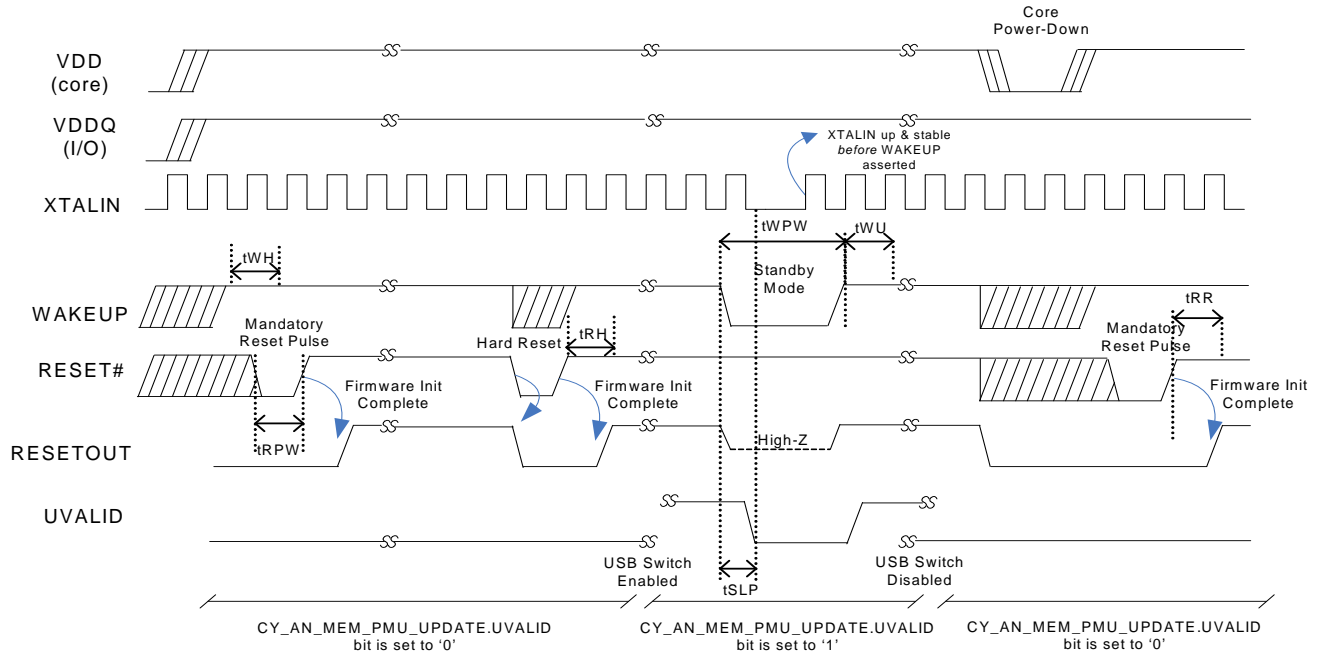 Core
Power-Down
VDD
(core)
VDDQ
(I/O)
XTALIN up & stable
before WAKEUP
asserted
XTALIN
tWPW
tWU
tWH
Standby
Mode
WAKEUP
tRR
Mandatory
Reset Pulse
Hard Reset
tRH
Mandatory
Reset Pulse
RESET#
Firmware Init
Complete
Firmware Init
Complete
Firmware Init
Complete
tRPW
High-Z
RESETOUT
UVALID
USB Switch
Enabled
USB Switch
Disabled
tSLP
CY_AN_MEM_PMU_UPDATE.UVALID
bit is set to ‘0’
CY_AN_MEM_PMU_UPDATE.UVALID
bit is set to ‘1’
CY_AN_MEM_PMU_UPDATE.UVALID
bit is set to ‘0’